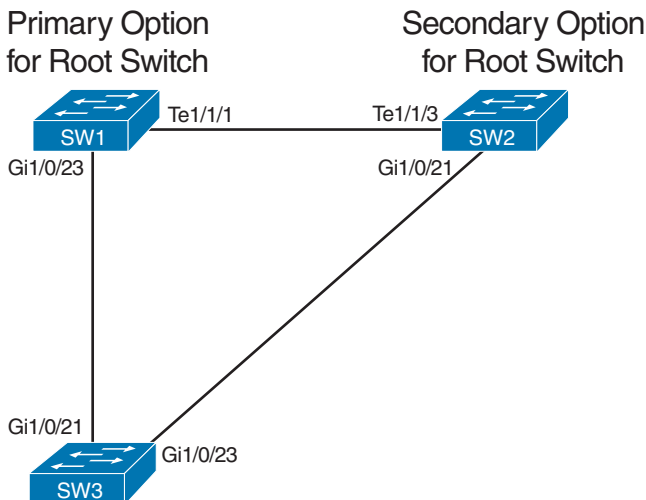 Primary Option
for Root Switch
Secondary Option
for Root Switch
SW1
Te1/1/1
Te1/1/3
SW2
Gi1/0/23
Gi1/0/21
Gi1/0/21
Gi1/0/23
SW3